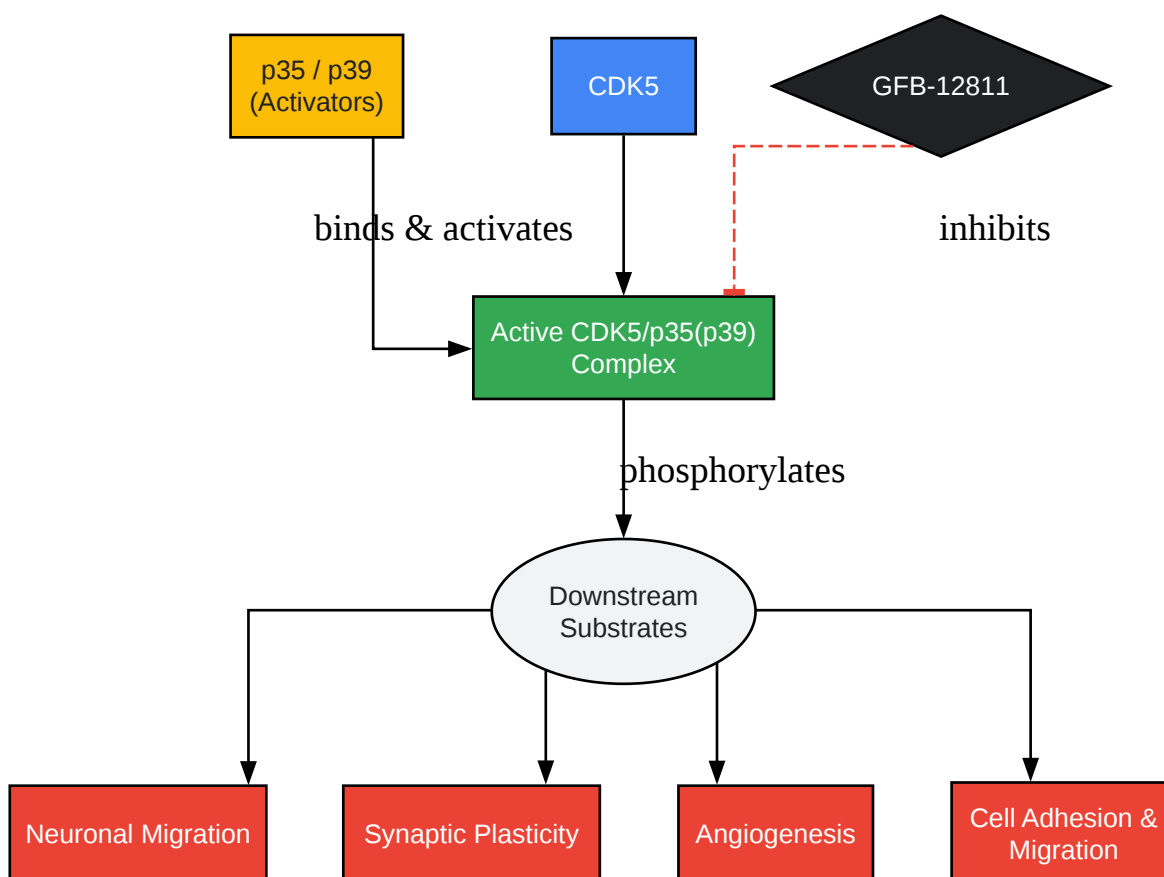 p35 / p39
(Activators)
CDK5
GFB-12811
binds & activates
inhibits
Active CDK5/p35(p39)
Complex
phosphorylates
Downstream
Substrates
Neuronal Migration
Synaptic Plasticity
Angiogenesis
Cell Adhesion &
Migration